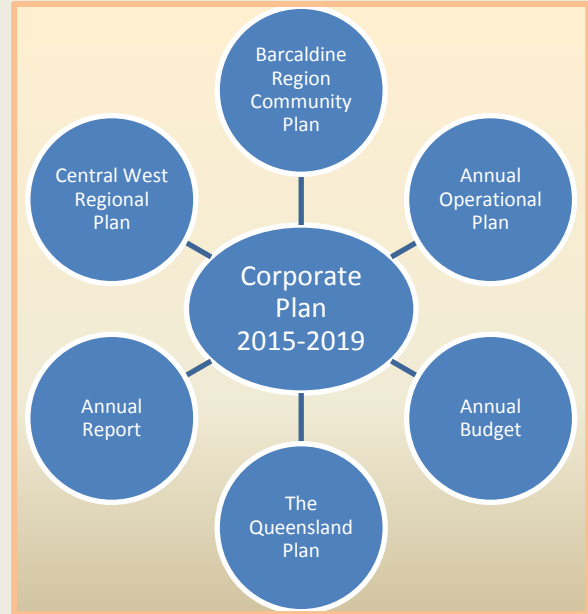 Barcaldine
Region
Community
Plan
Central West
Regional
Plan
Annual
Operational
Plan
Corporate
Plan
2015-2019
Annual
Report
Annual
Budget
The
Queensland
Plan